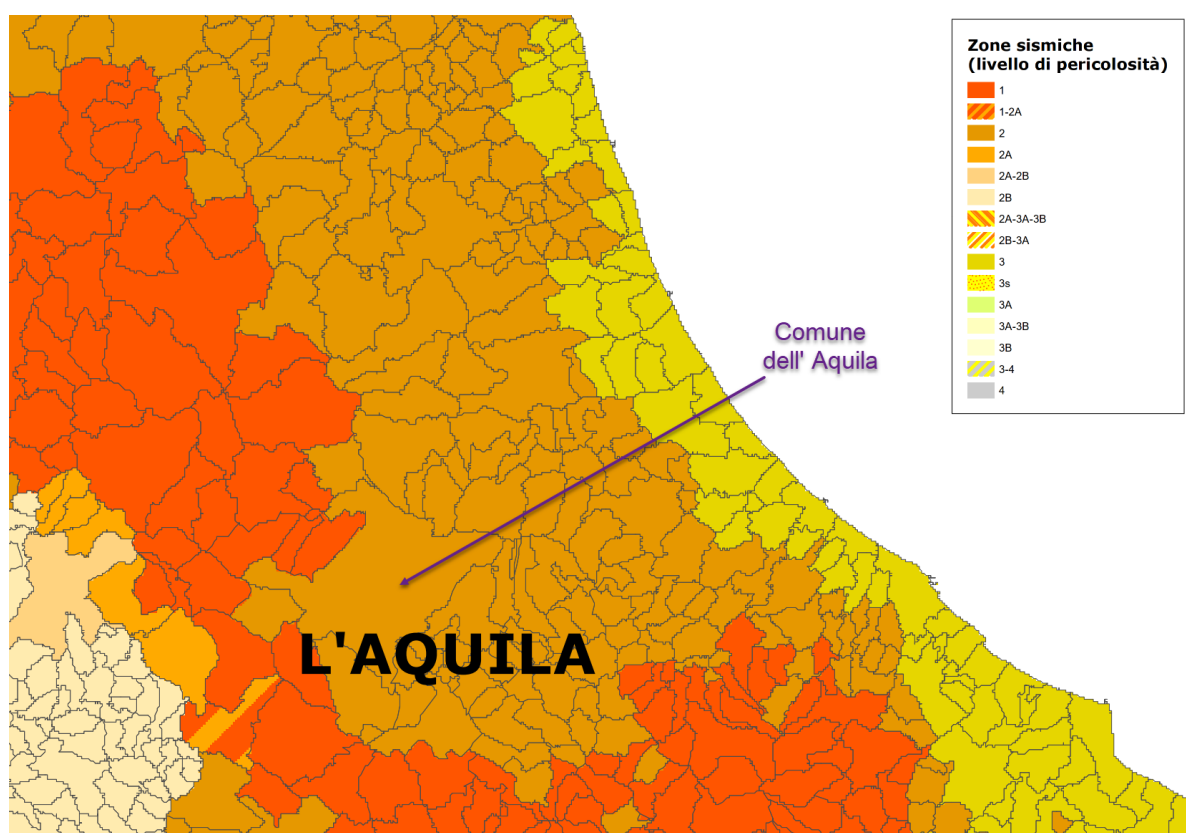 Zone sismiche
(livello di pericolosità)
1
1-2A
2
2A
2A-2B
2B
2A-3A-3B
2B-3A
3
3s
3A
3A-3B
3B
3-4
4
Comune
dell' Aquila
L'AQUILA